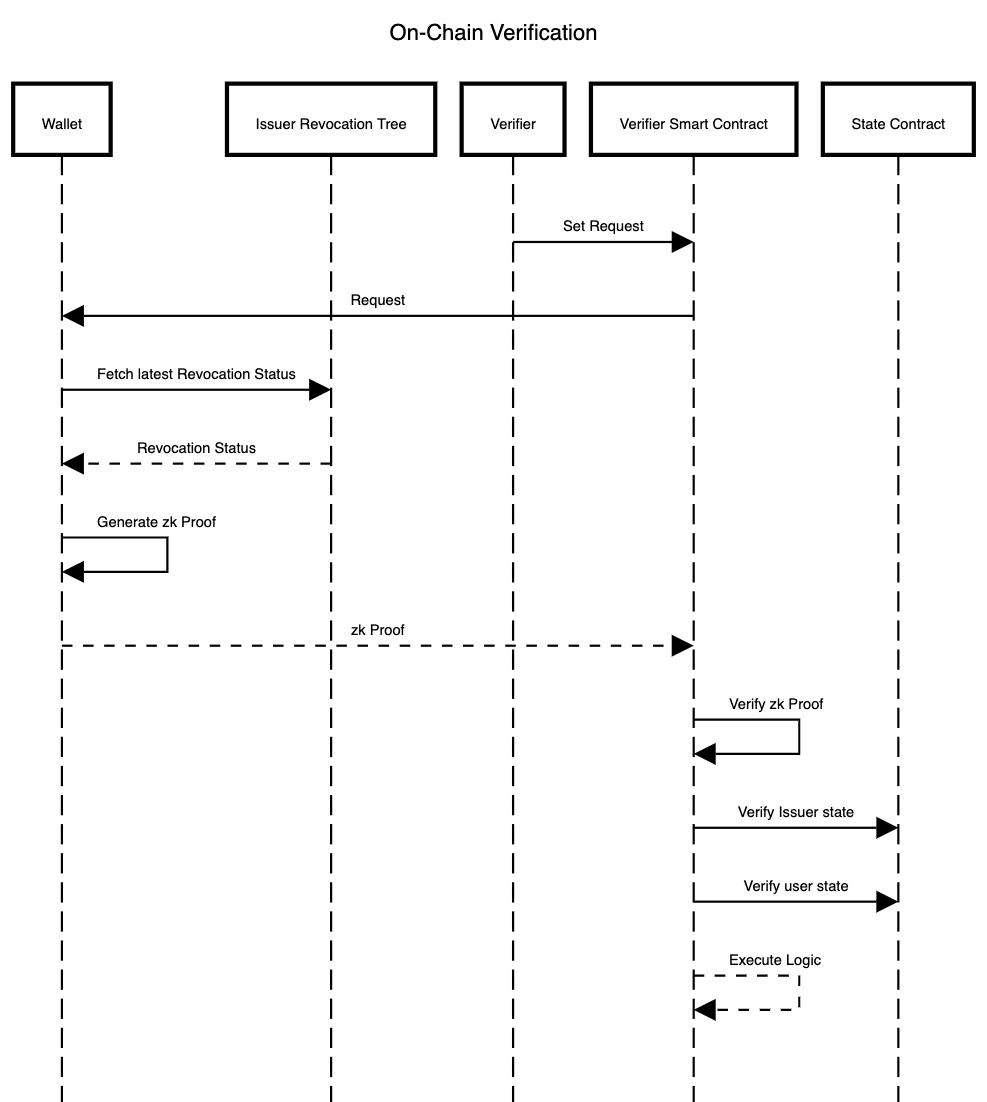 On-Chain Verification
Wallet
Issuer Revocation Tree
Verifier
Verifier Smart Contract
State Contract
Set Request
Request
Fetch latest Revocation Status
Revocation Status
Generate zk Proof
zk Proof
Verify zk Proof
Verify Issuer state
Verify user state
Execute Logic